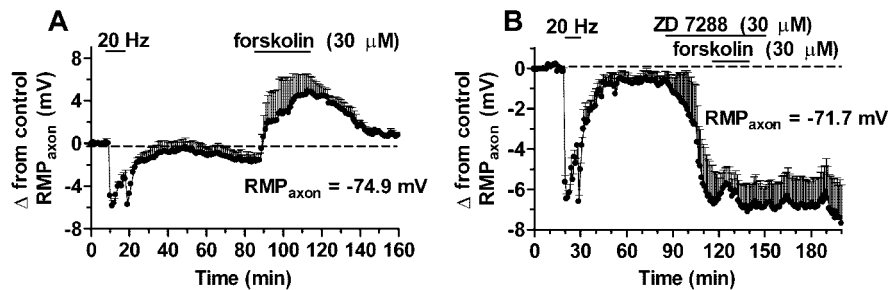 A
20 Hz
forskolin (30 μM)
Δ from control
RMPaxon (mV)
8
4
0
-4
-8
RMPaxon = -74.9 mV
0 20 40 60 80 100 120 140 160
Time (min)
B
20 Hz
ZD 7288 (30 μM)
forskolin (30 μM)
Δ from control
RMPaxon (mV)
0
-2
-4
-6
-8
RMPaxon = -71.7 mV
0 30 60 90 120 150 180
Time (min)